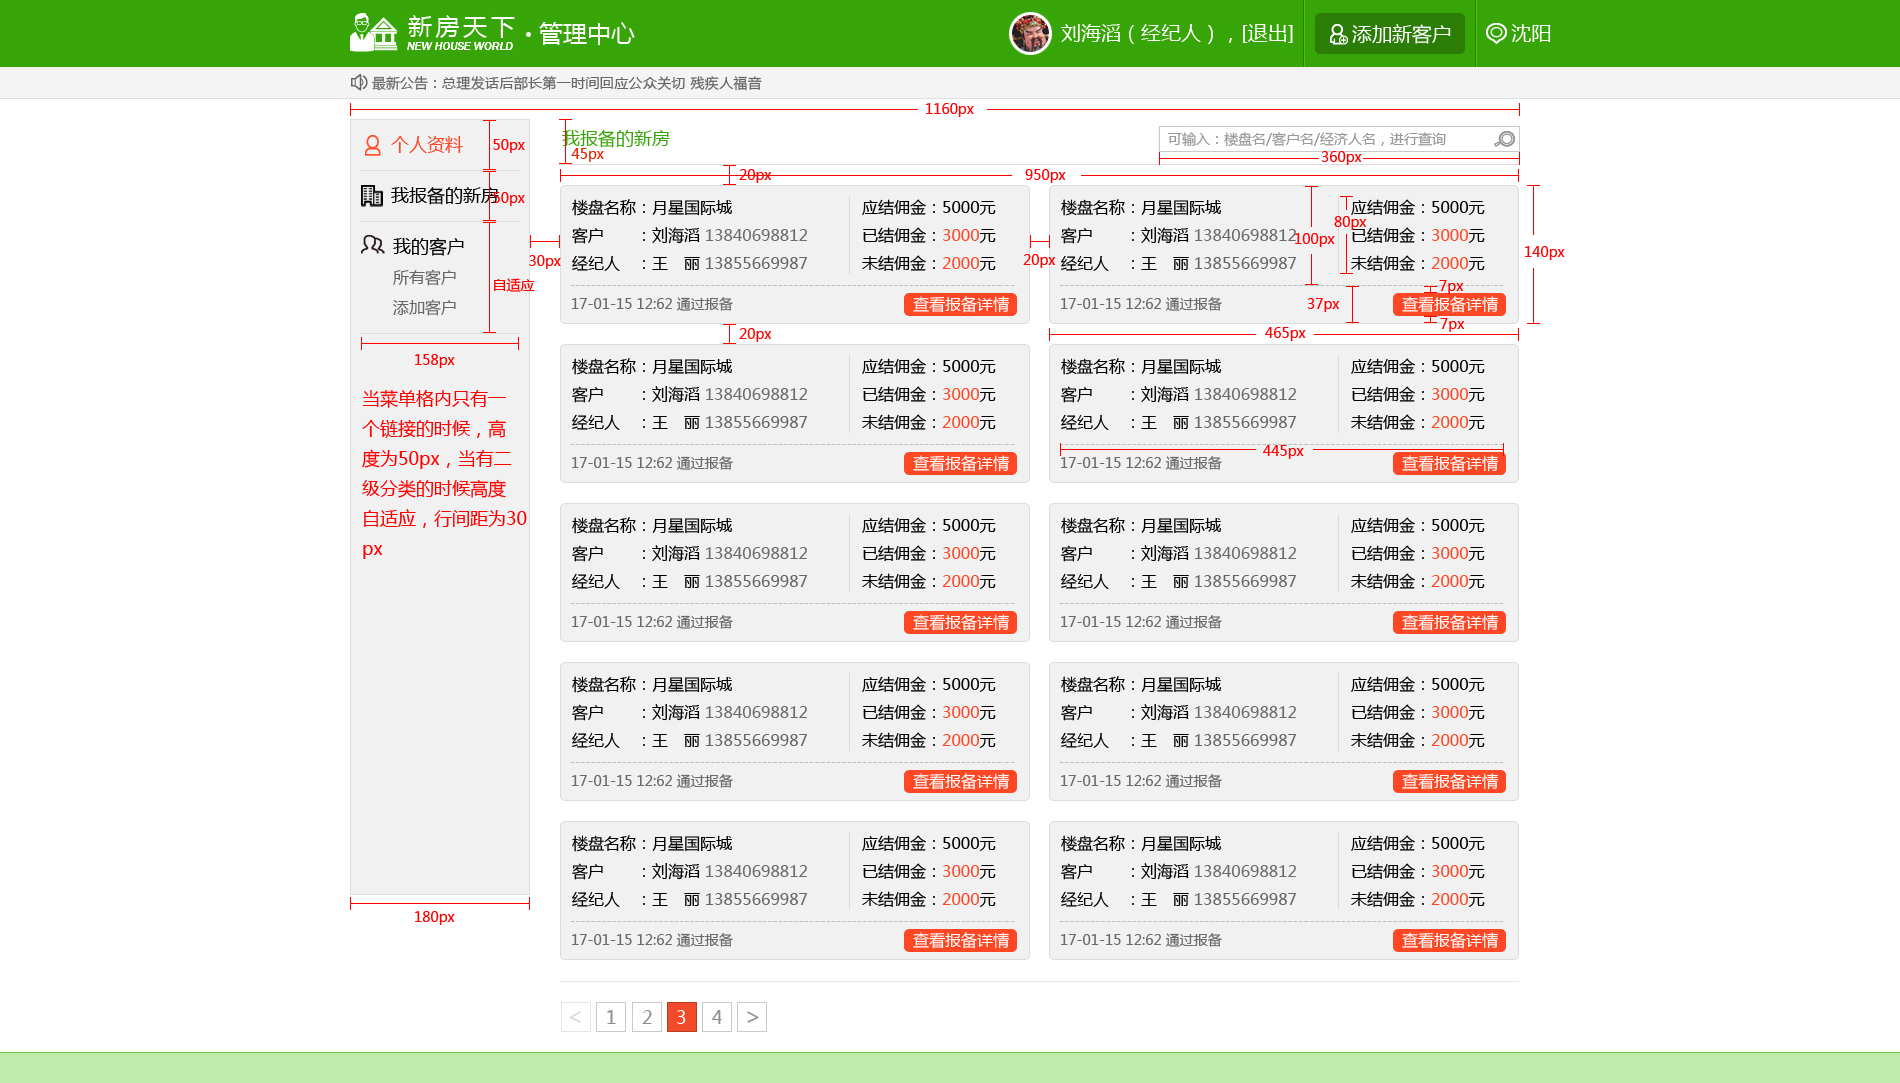 新房天下 · 管理中心
NEW HOUSE WORLD
刘海滔（经纪人），[退出]
添加新客户
沈阳
最新公告：总理发话后部长第一时间回应公众关切 残疾人福音
1160px
个人资料
50px
我报备的新房
50px
我的客户
所有客户
添加客户
自适应
158px
当菜单格内只有一
个链接的时候，高
度为50px，当有二
级分类的时候高度
自适应，行间距为30
px
180px
30px
我报备的新房
45px
可输入：楼盘名/客户名/经济人名，进行查询
360px
20px
950px
楼盘名称：月星国际城 应结佣金：5000元
客户 ：刘海滔 13840698812 已结佣金：3000元
经纪人 ：王 丽 13855669987 未结佣金：2000元
17-01-15 12:62 通过报备 查看报备详情
20px
楼盘名称：月星国际城 应结佣金：5000元
客户 ：刘海滔 13840698812 已结佣金：3000元
经纪人 ：王 丽 13855669987 未结佣金：2000元
17-01-15 12:62 通过报备 查看报备详情
100px
80px
140px
37px
7px
7px
20px
465px
楼盘名称：月星国际城 应结佣金：5000元
客户 ：刘海滔 13840698812 已结佣金：3000元
经纪人 ：王 丽 13855669987 未结佣金：2000元
17-01-15 12:62 通过报备 查看报备详情
楼盘名称：月星国际城 应结佣金：5000元
客户 ：刘海滔 13840698812 已结佣金：3000元
经纪人 ：王 丽 13855669987 未结佣金：2000元
445px
17-01-15 12:62 通过报备 查看报备详情
楼盘名称：月星国际城 应结佣金：5000元
客户 ：刘海滔 13840698812 已结佣金：3000元
经纪人 ：王 丽 13855669987 未结佣金：2000元
17-01-15 12:62 通过报备 查看报备详情
楼盘名称：月星国际城 应结佣金：5000元
客户 ：刘海滔 13840698812 已结佣金：3000元
经纪人 ：王 丽 13855669987 未结佣金：2000元
17-01-15 12:62 通过报备 查看报备详情
楼盘名称：月星国际城 应结佣金：5000元
客户 ：刘海滔 13840698812 已结佣金：3000元
经纪人 ：王 丽 13855669987 未结佣金：2000元
17-01-15 12:62 通过报备 查看报备详情
楼盘名称：月星国际城 应结佣金：5000元
客户 ：刘海滔 13840698812 已结佣金：3000元
经纪人 ：王 丽 13855669987 未结佣金：2000元
17-01-15 12:62 通过报备 查看报备详情
楼盘名称：月星国际城 应结佣金：5000元
客户 ：刘海滔 13840698812 已结佣金：3000元
经纪人 ：王 丽 13855669987 未结佣金：2000元
17-01-15 12:62 通过报备 查看报备详情
楼盘名称：月星国际城 应结佣金：5000元
客户 ：刘海滔 13840698812 已结佣金：3000元
经纪人 ：王 丽 13855669987 未结佣金：2000元
17-01-15 12:62 通过报备 查看报备详情
< 1 2 3 4 >